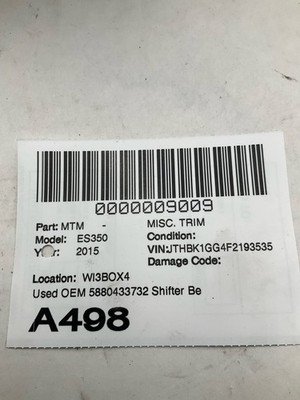 0000009009
Part: MTM - MISC. TRIM
Model: ES350 Condition:
Year: 2015 VIN:JTHBK1GG4F2193535
Damage Code:
Location: WI3BOX4
Used OEM 5880433732 Shifter Be
A498